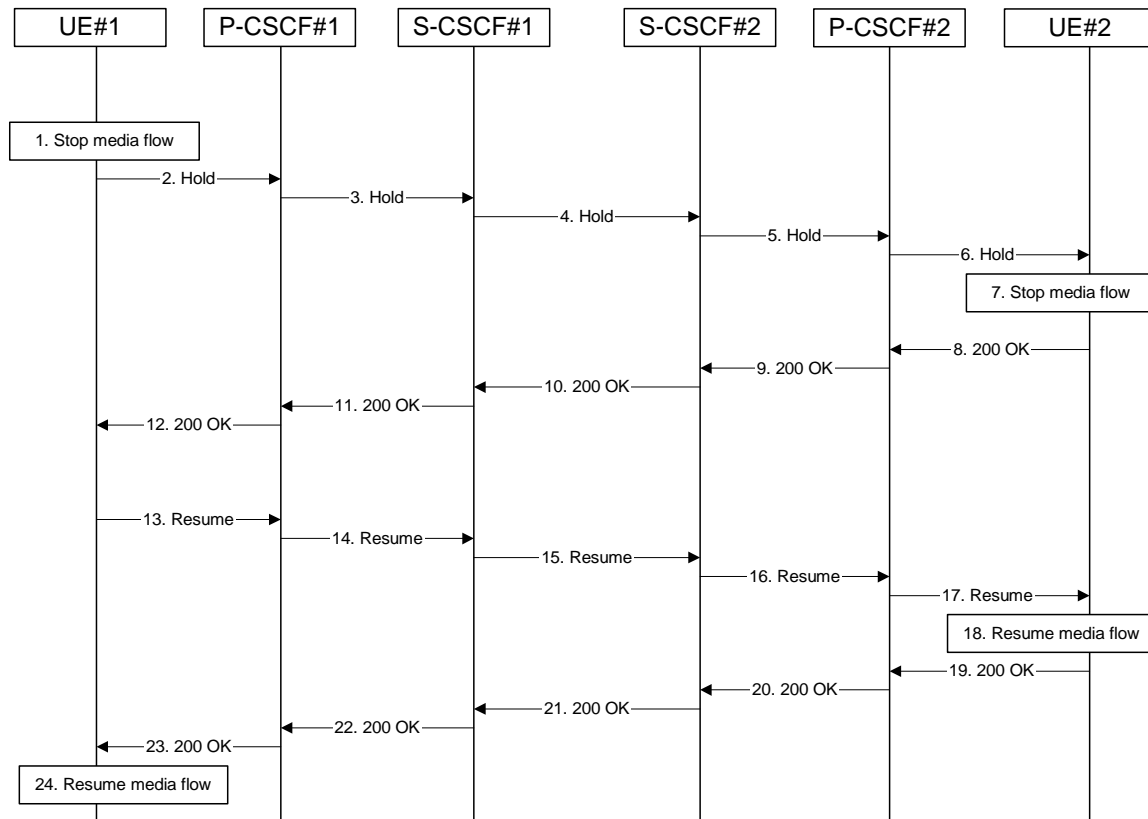 UE#1
P-CSCF#1
S-CSCF#1
S-CSCF#2
P-CSCF#2
UE#2
1. Stop media flow
2. Hold
3. Hold
4. Hold
5. Hold
6. Hold
7. Stop media flow
8. 200 OK
9. 200 OK
10. 200 OK
11. 200 OK
12. 200 OK
13. Resume
14. Resume
15. Resume
16. Resume
17. Resume
18. Resume media flow
19. 200 OK
20. 200 OK
21. 200 OK
22. 200 OK
23. 200 OK
24. Resume media flow